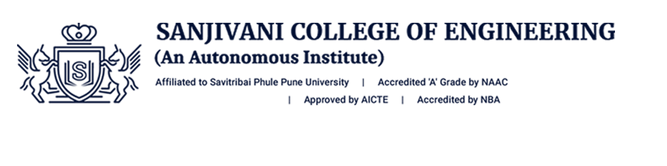 SANJIVANI COLLEGE OF ENGINEERING
(An Autonomous Institute)
Affiliated to Savitribai Phule Pune University | Accredited 'A' Grade by NAAC
| Approved by AICTE | Accredited by NBA
S